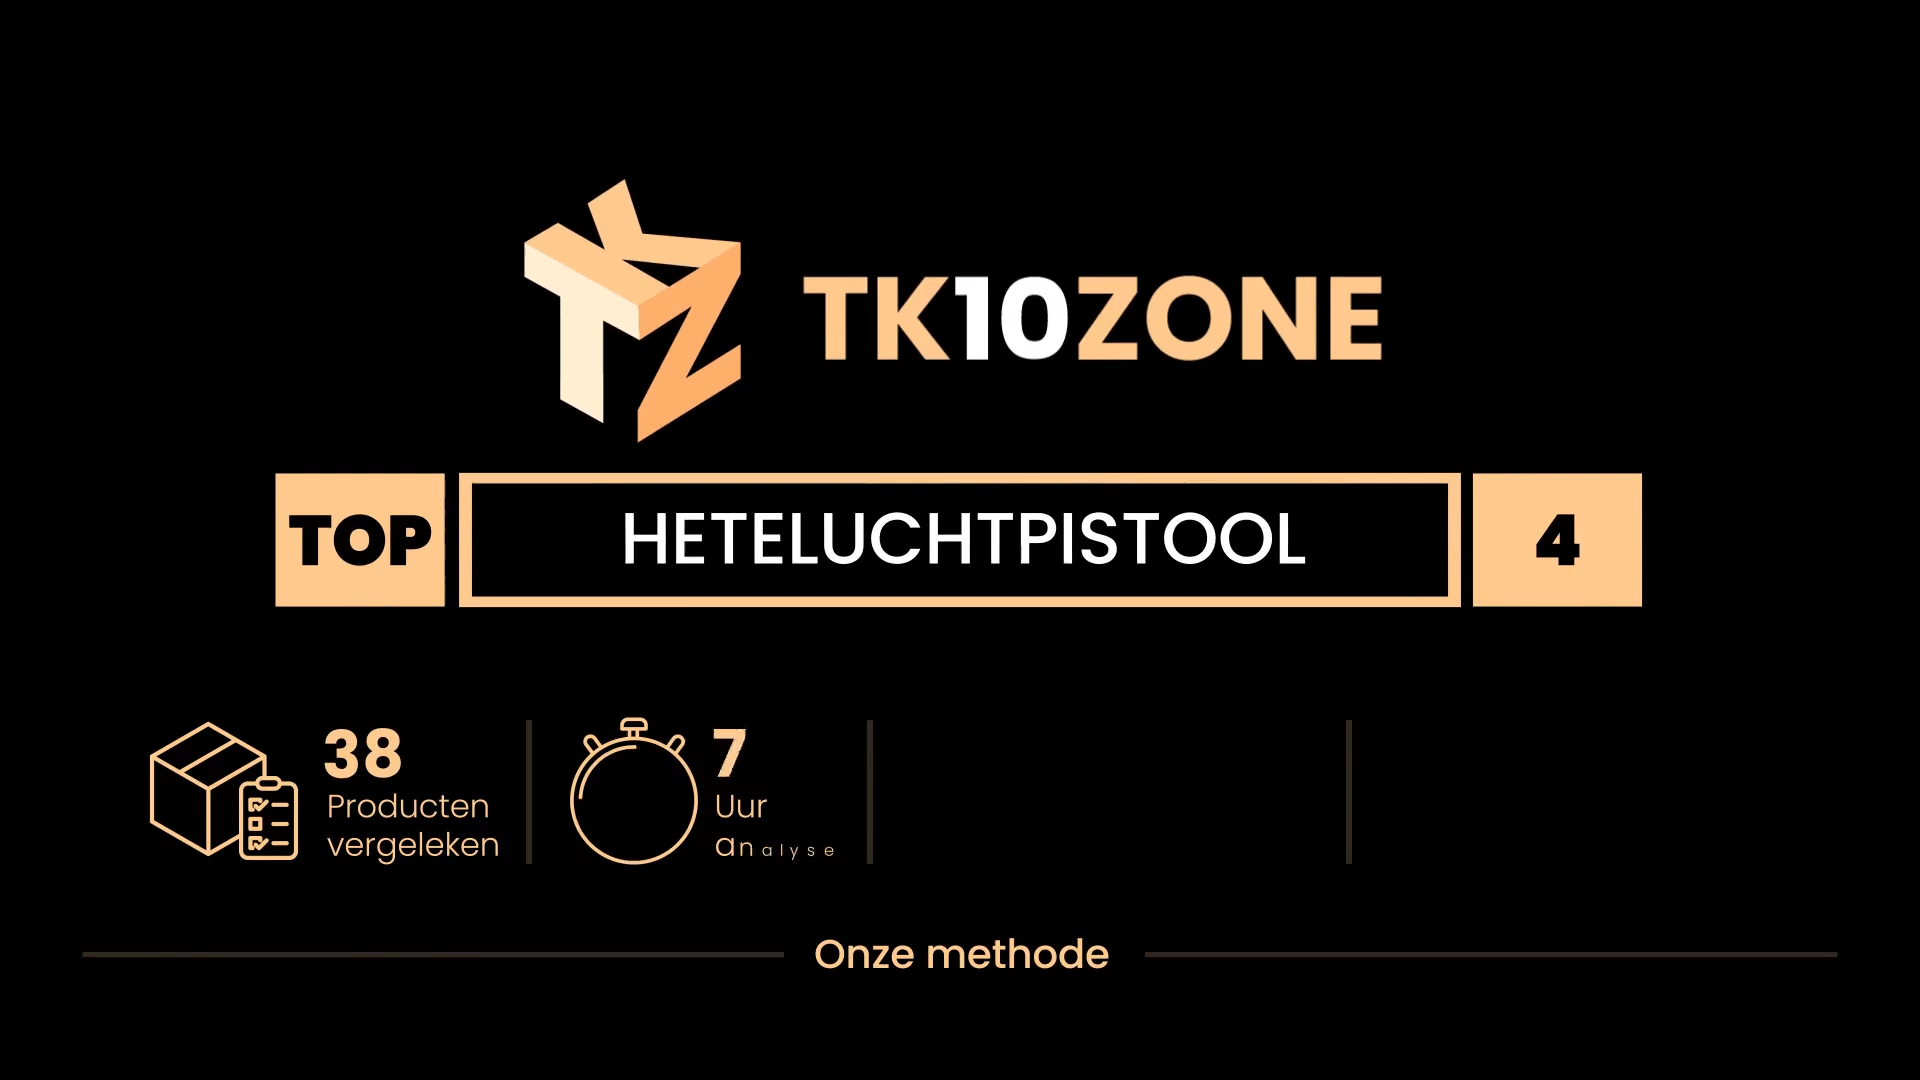 TK10ZONE
TOP HETELUCHTPISTOOL 4
38
Producten
vergeleken
7
Uur
analyse
Onze methode